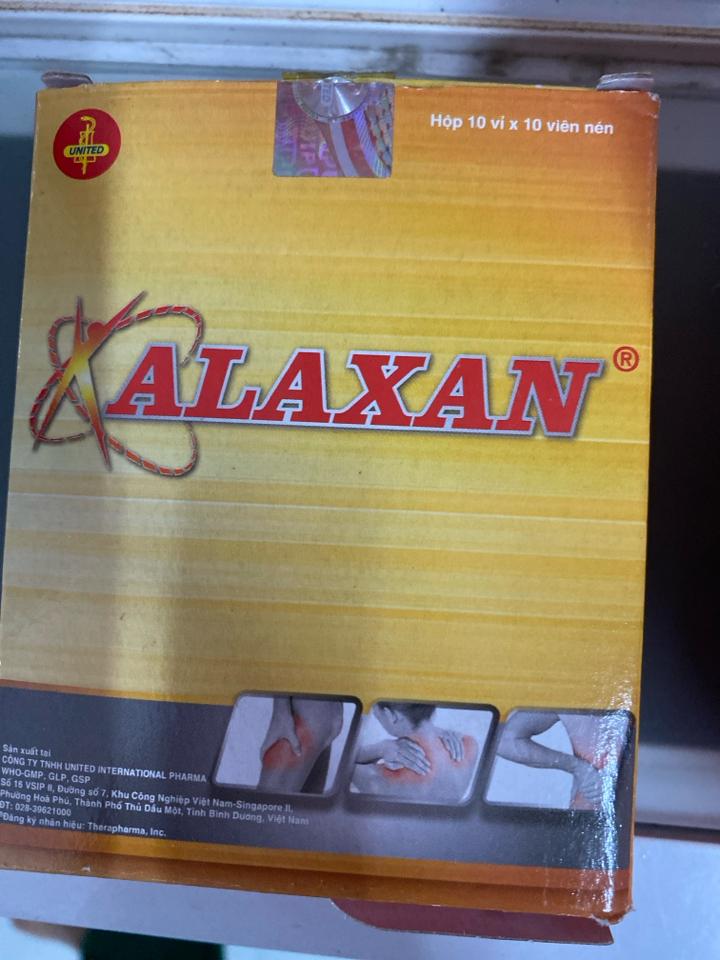 UNITED
Hộp 10 vỉ x 10 viên nén
ALAXAN®
Sản xuất tại
CÔNG TY TNHH UNITED INTERNATIONAL PHARMA
WHO-GMP, GLP, GSP
Số 16 VSIP II, Đường số 7, Khu Công Nghiệp Việt Nam-Singapore II,
Phường Hoà Phú, Thành Phố Thủ Dầu Một, Tỉnh Bình Dương, Việt Nam
ĐT: 028-39621000
®Đăng ký nhãn hiệu: Therapharma, Inc.